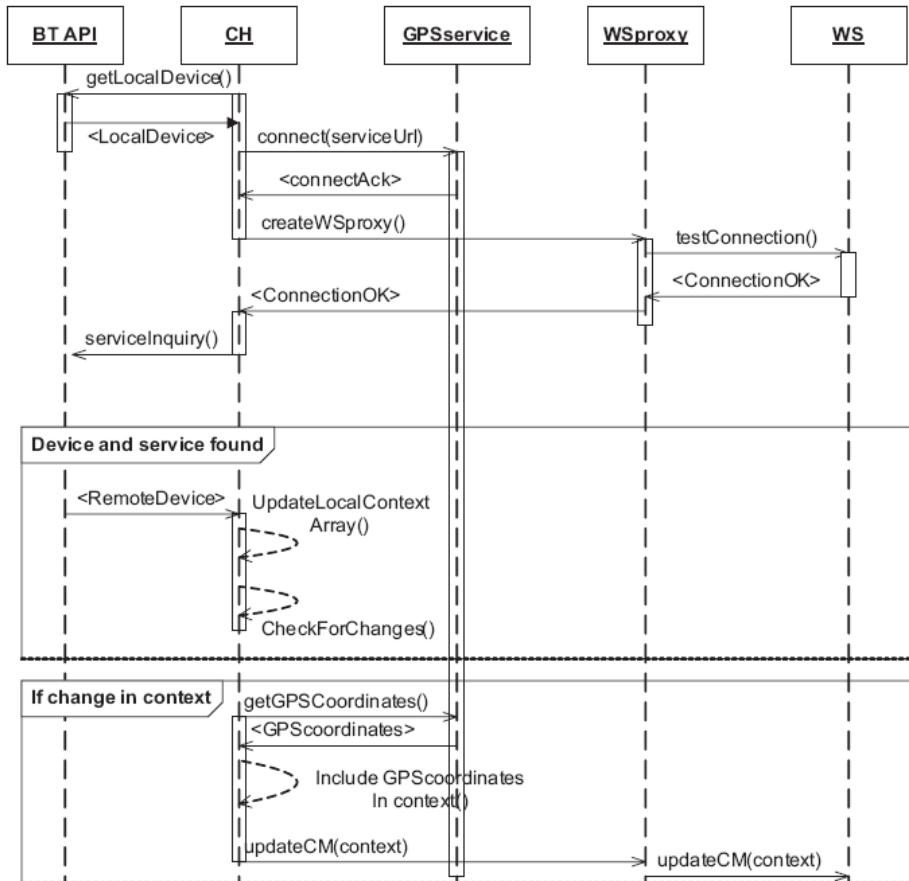 BT API
CH
GPSservice
WSproxy
WS
getLocalDevice()
<LocalDevice>
connect(serviceUrl)
<connectAck>
createWSproxy()
testConnection()
<ConnectionOK>
<ConnectionOK>
serviceInquiry()
Device and service found
<RemoteDevice>
UpdateLocalContext
Array()
CheckForChanges()
If change in context
getGPSCoordinates()
<GPScoordinates>
Include GPScoordinates
In context()
updateCM(context)
updateCM(context)